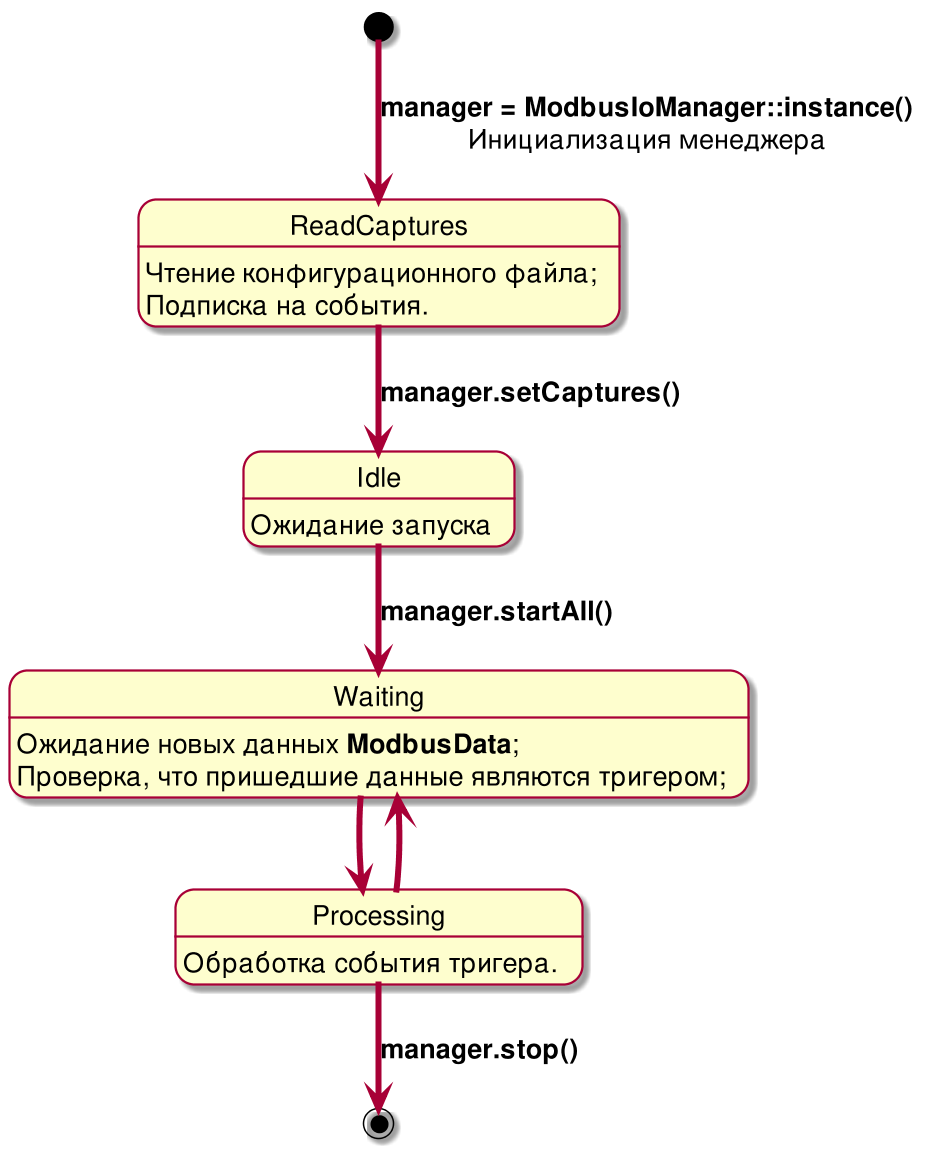 manager = ModbusIoManager::instance()
Инициализация менеджера
ReadCaptures
Чтение конфигурационного файла;
Подписка на события.
manager.setCaptures()
Idle
Ожидание запуска
manager.startAll()
Waiting
Ожидание новых данных ModbusData;
Проверка, что пришедшие данные являются тригером;
Processing
Обработка события тригера.
manager.stop()